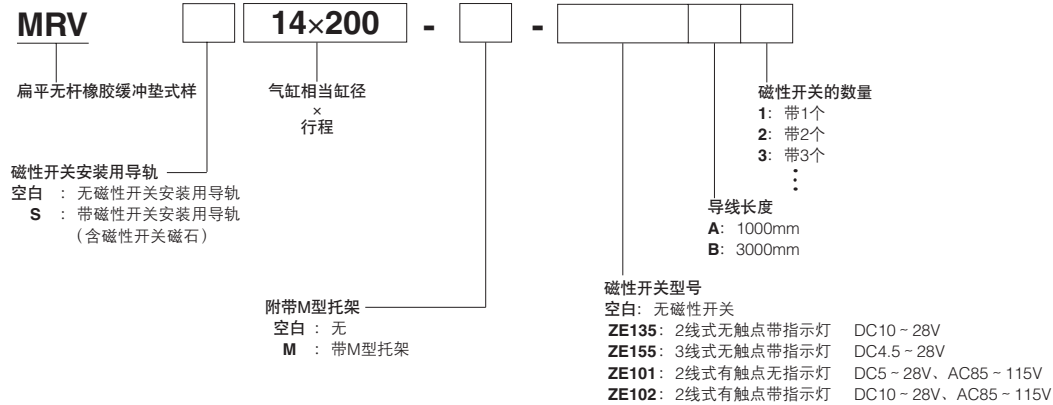 MRV 14×200 - -
扁平无杆橡胶缓冲垫式样
气缸相当缸径
×
行程
磁性开关安装用导轨
空白 : 无磁性开关安装用导轨
S : 带磁性开关安装用导轨
（含磁性开关磁石）
附带M型托架
空白 : 无
M : 带M型托架
磁性开关的数量
1: 带1个
2: 带2个
3: 带3个
⋮
导线长度
A: 1000mm
B: 3000mm
磁性开关型号
空白: 无磁性开关
ZE135: 2线式无触点带指示灯 DC10～28V
ZE155: 3线式无触点带指示灯 DC4.5～28V
ZE101: 2线式有触点无指示灯 DC5～28V、AC85～115V
ZE102: 2线式有触点带指示灯 DC10～28V、AC85～115V